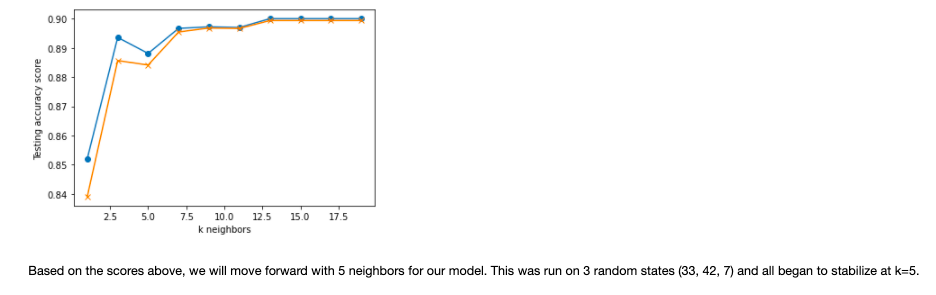 0.90
0.89
0.88
0.87
0.86
0.85
0.84
Testing accuracy score
2.5 5.0 7.5 10.0 12.5 15.0 17.5
k neighbors
Based on the scores above, we will move forward with 5 neighbors for our model. This was run on 3 random states (33, 42, 7) and all began to stabilize at k=5.